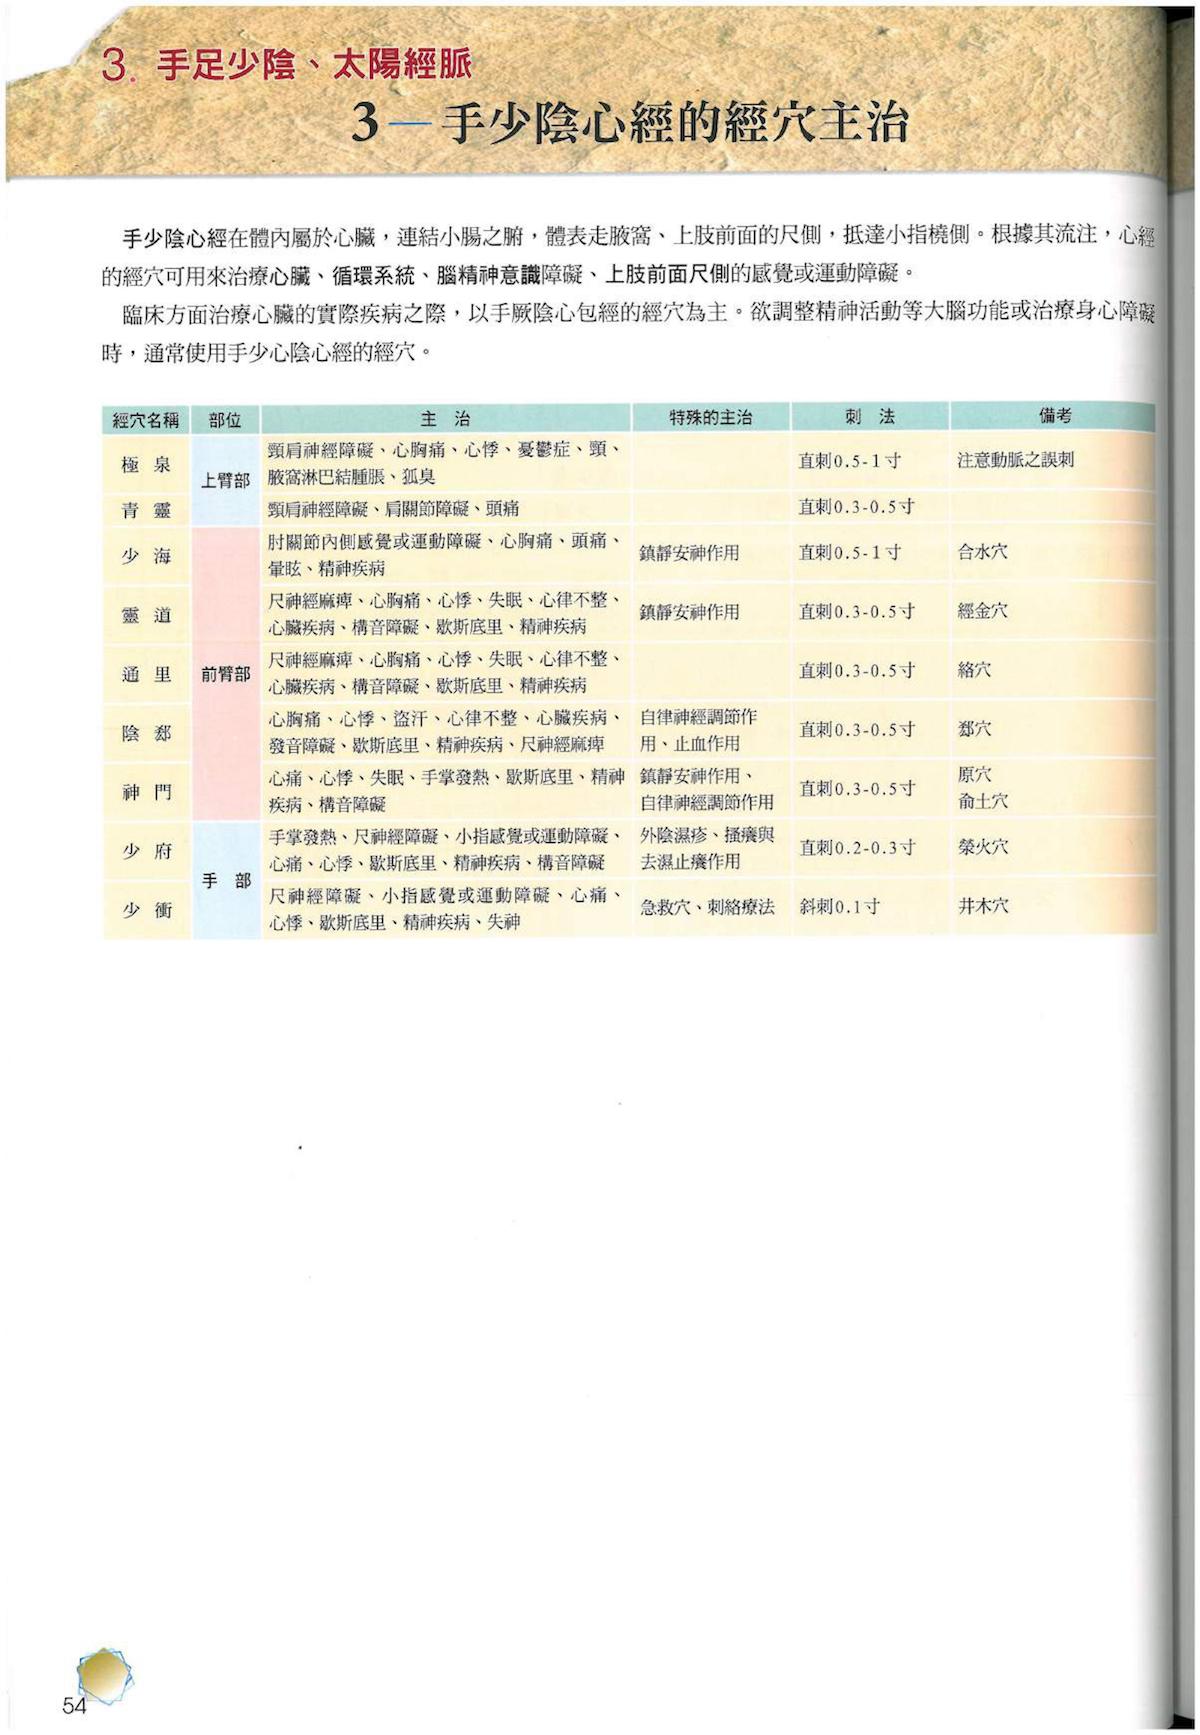 3. 手足少陰、太陽經脈
3—手少陰心經的經穴主治
手少陰心經在體內屬於心臟，連結小腸之腑，體表走腋窩、上肢前面的尺側，抵達小指橈側。根據其流注，心經
的經穴可用來治療心臟、循環系統、腦精神意識障礙、上肢前面尺側的感覺或運動障礙。
臨床方面治療心臟的實際疾病之際，以手厥陰心包經的經穴為主。欲調整精神活動等大腦功能或治療身心障礙
時，通常使用手少心陰心經的經穴。
經穴名稱 部位 主 治 特殊的主治 刺 法 備考
極 泉 上臂部 頸肩神經障礙、心胸痛、心悸、憂鬱症、頸、
腋窩淋巴結腫脹、狐臭 直刺0.5-1寸 注意動脈之誤刺
青 靈 頸肩神經障礙、肩關節障礙、頭痛 直刺0.3-0.5寸
少 海 肘關節內側感覺或運動障礙、心胸痛、頭痛、
暈眩、精神疾病 鎮靜安神作用 直刺0.5-1寸 合水穴
靈 道 尺神經麻痺、心胸痛、心悸、失眠、心律不整、
心臟疾病、構音障礙、歇斯底里、精神疾病 鎮靜安神作用 直刺0.3-0.5寸 經金穴
通 里 前臂部 尺神經麻痺、心胸痛、心悸、失眠、心律不整、
心臟疾病、構音障礙、歇斯底里、精神疾病 直刺0.3-0.5寸 絡穴
陰 郄 心胸痛、心悸、盜汗、心律不整、心臟疾病、
發音障礙、歇斯底里、精神疾病、尺神經麻痺 自律神經調節作
用、止血作用 直刺0.3-0.5寸 郄穴
神 門 心痛、心悸、失眠、手掌發熱、歇斯底里、精神
疾病、構音障礙 鎮靜安神作用、
自律神經調節作用 直刺0.3-0.5寸 原穴
俞土穴
少 府 手 部 手掌發熱、尺神經障礙、小指感覺或運動障礙、
心痛、心悸、歇斯底里、精神疾病、構音障礙 外陰濕疹、搔癢與
去濕止癢作用 直刺0.2-0.3寸 滎火穴
少 衝 尺神經障礙、小指感覺或運動障礙、心痛、
心悸、歇斯底里、精神疾病、失神 急救穴、刺絡療法 斜刺0.1寸 井木穴
54